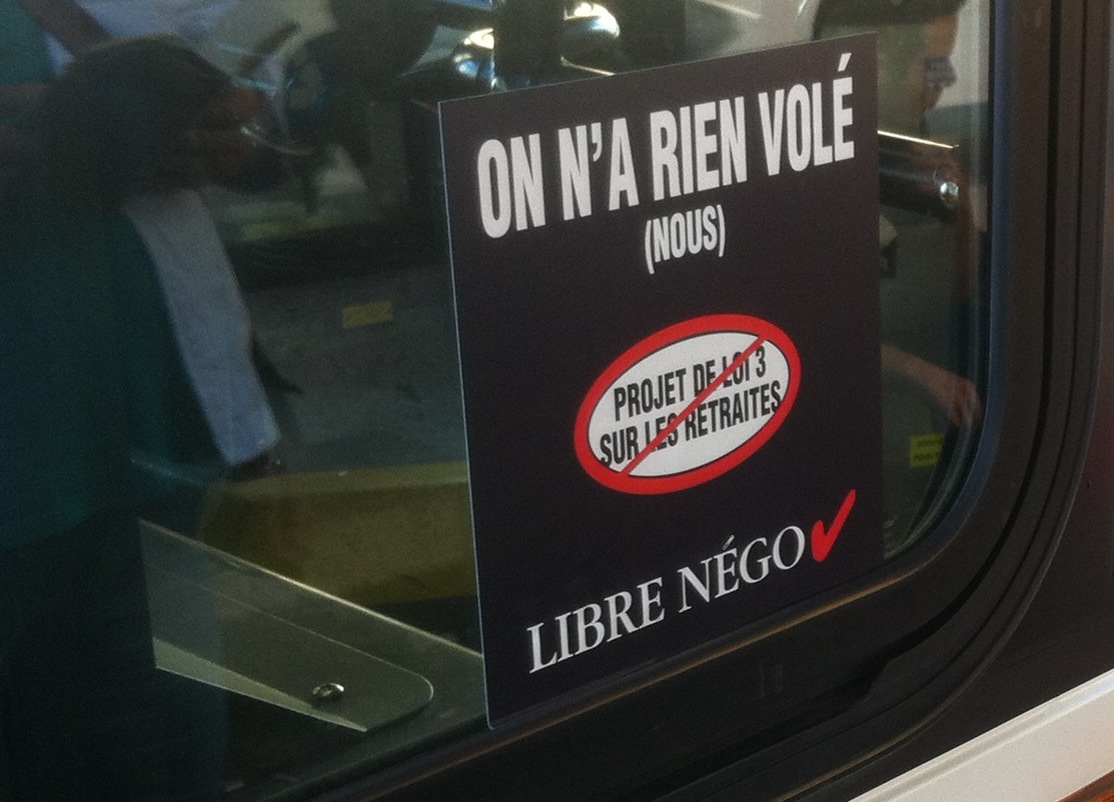 ON N'A RIEN VOLÉ
(NOUS)
PROJET DE LOI 3
SUR LES RETRAITES
LIBRE NÉGO